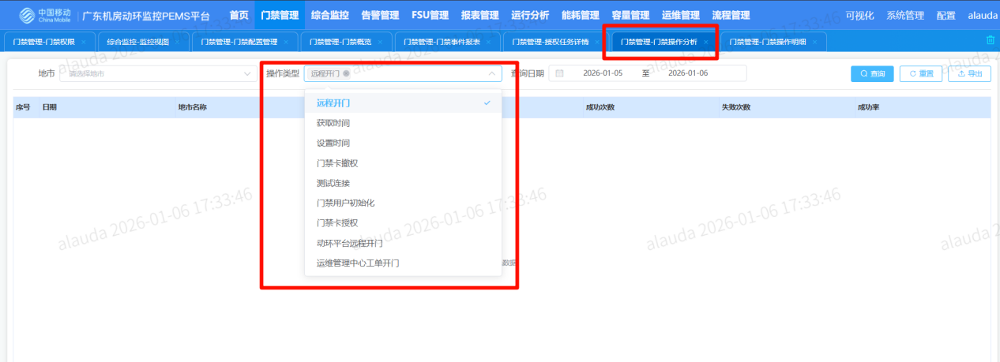 中国移动 China Mobile 广东机房动环监控PEMS平台 首页 门禁管理 综合监控 告警管理 FSU管理 报表管理 运行分析 能耗管理 容量管理 运维管理 流程管理 可视化 系统管理 配置 alauda
门禁管理-门禁权限 × 综合监控-监控视图 × 门禁管理-门禁配置管理 × 门禁管理-门禁概览 × 门禁管理-门禁事件报表 × 门禁管理-授权任务详情 × 门禁管理-门禁操作分析 × 门禁管理-门禁操作明细 ×
地市 请选择地市 操作类型 远程开门 查询日期 2026-01-05 至 2026-01-06 查询 重置 导出
序号 日期 地市名称 成功次数 失败次数 成功率
远程开门
获取时间
设置时间
门禁卡撤权
测试连接
门禁用户初始化
门禁卡授权
动环平台远程开门
运维管理中心工单开门
数据
alauda 2026-01-06 17:33:46
alauda 2026-01-06 17:33:46
alauda 2026-01-06 17:33:46
alauda 2